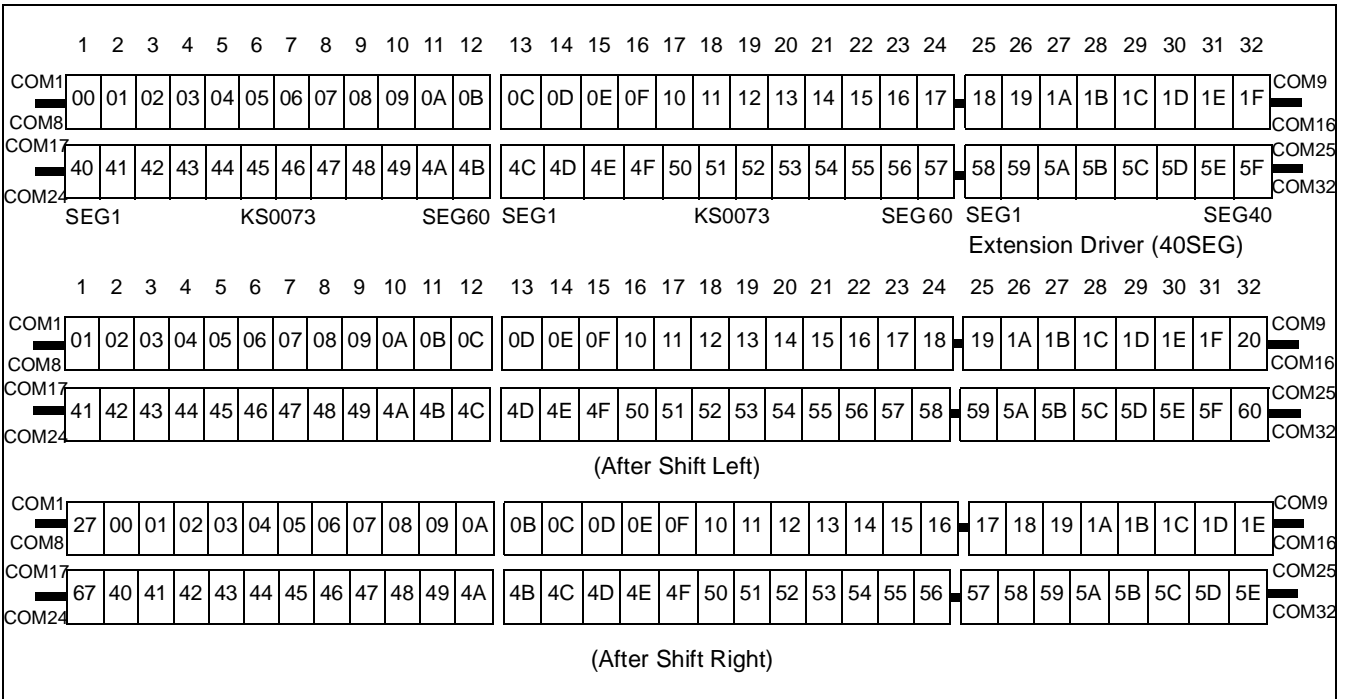 1 2 3 4 5 6 7 8 9 10 11 12 13 14 15 16 17 18 19 20 21 22 23 24 25 26 27 28 29 30 31 32
COM1 COM9
00 01 02 03 04 05 06 07 08 09 0A 0B 0C 0D 0E 0F 10 11 12 13 14 15 16 17 18 19 1A 1B 1C 1D 1E 1F
COM8 COM16
COM17 COM25
40 41 42 43 44 45 46 47 48 49 4A 4B 4C 4D 4E 4F 50 51 52 53 54 55 56 57 58 59 5A 5B 5C 5D 5E 5F
COM24 COM32
SEG1 KS0073 SEG60 SEG1 KS0073 SEG60 SEG1 SEG40
Extension Driver (40SEG)
1 2 3 4 5 6 7 8 9 10 11 12 13 14 15 16 17 18 19 20 21 22 23 24 25 26 27 28 29 30 31 32
COM1 COM9
01 02 03 04 05 06 07 08 09 0A 0B 0C 0D 0E 0F 10 11 12 13 14 15 16 17 18 19 1A 1B 1C 1D 1E 1F 20
COM8 COM16
COM17 COM25
41 42 43 44 45 46 47 48 49 4A 4B 4C 4D 4E 4F 50 51 52 53 54 55 56 57 58 59 5A 5B 5C 5D 5E 5F 60
COM24 COM32
(After Shift Left)
COM1 COM9
27 00 01 02 03 04 05 06 07 08 09 0A 0B 0C 0D 0E 0F 10 11 12 13 14 15 16 17 18 19 1A 1B 1C 1D 1E
COM8 COM16
COM17 COM25
67 40 41 42 43 44 45 46 47 48 49 4A 4B 4C 4D 4E 4F 50 51 52 53 54 55 56 57 58 59 5A 5B 5C 5D 5E
COM24 COM32
(After Shift Right)